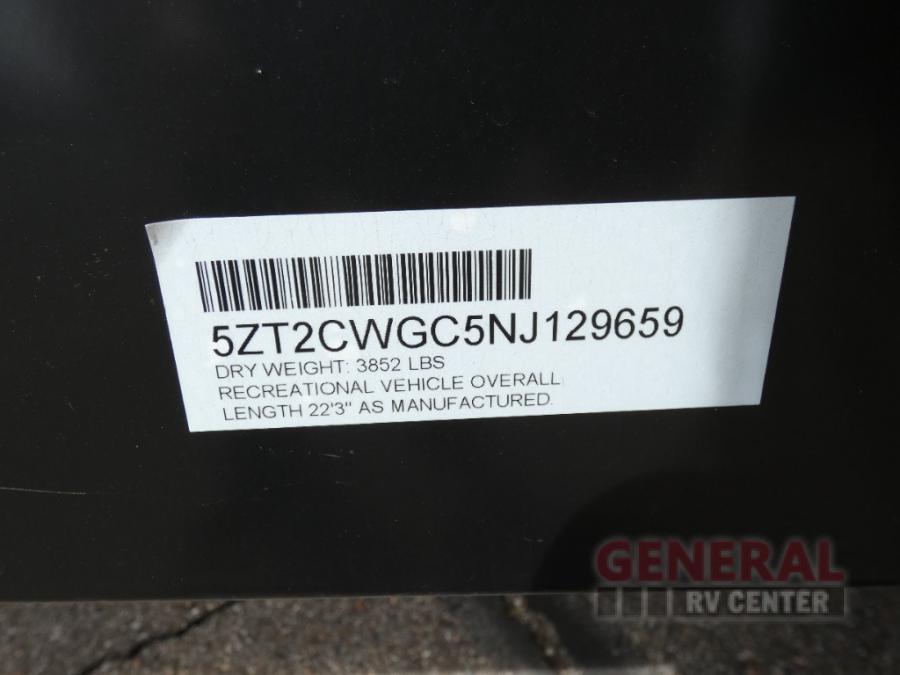 5ZT2CWGC5NJ129659
DRY WEIGHT: 3852 LBS
RECREATIONAL VEHICLE OVERALL
LENGTH 22'3" AS MANUFACTURED.
GENERAL
RV CENTER